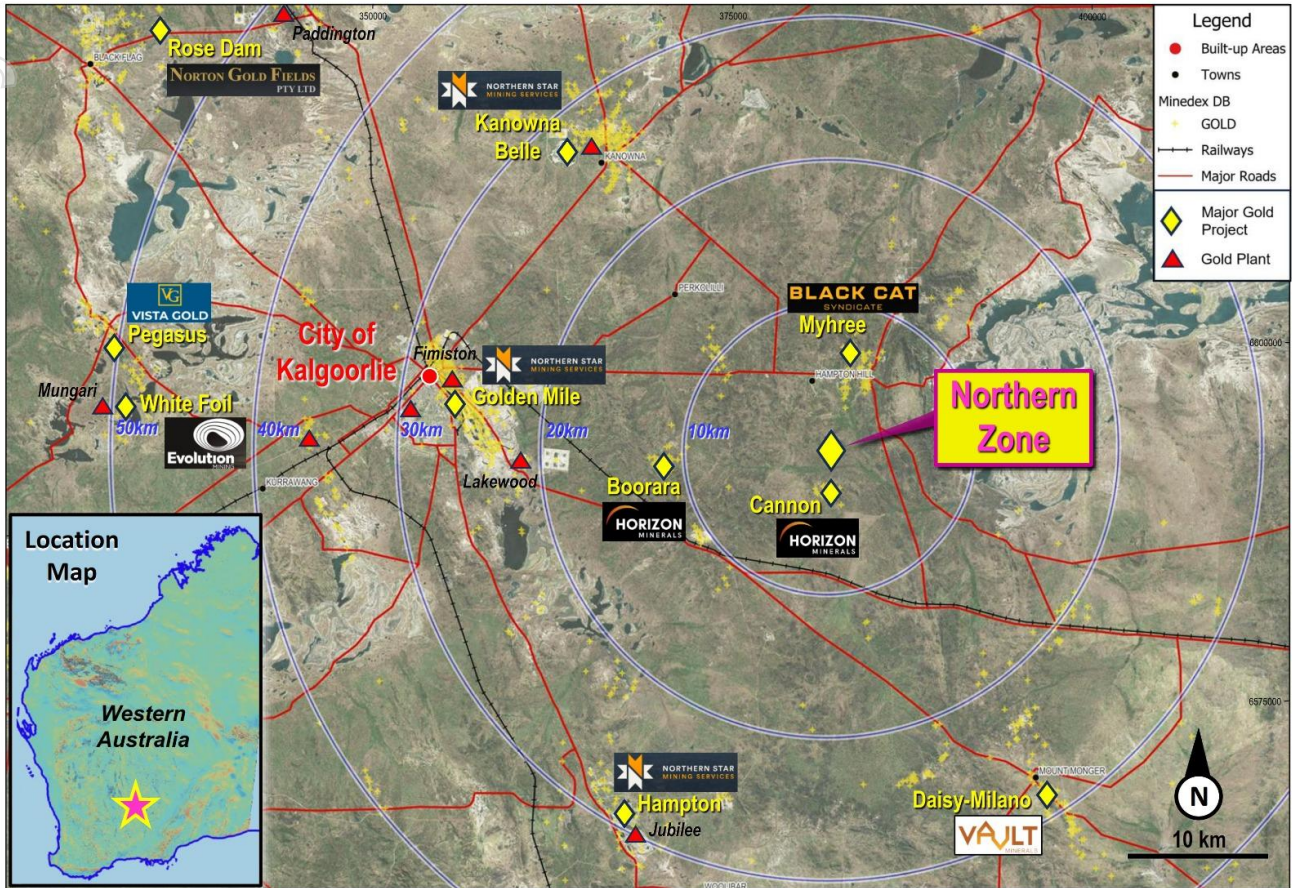 350000
375000
400000
Paddington
Rose Dam
BLACK FLAG
NORTON GOLD FIELDS
PTY LTD
NORTHERN STAR
MINING SERVICES
Kanowna
Belle
KANOWNA
Legend
Built-up Areas
Towns
Minedex DB
GOLD
Railways
Major Roads
Major Gold
Project
Gold Plant
PERKOLILLI
BLACK CAT
SYNDICATE
Myhree
HAMPTON HILL
6600000
VG
VISTA GOLD
Pegasus
City of
Kalgoorlie
Fimiston
NORTHERN STAR
MINING SERVICES
Golden Mile
Mungari
White Foil
50km
40km
30km
20km
10km
Evolution
MINING
KURRAWANG
Lakewood
Northern
Zone
Boorara
HORIZON
MINERALS
Cannon
HORIZON
MINERALS
Location
Map
Western
Australia
6575000
NORTHERN STAR
MINING SERVICES
Hampton
Jubilee
MOUNT MONGER
Daisy-Milano
VAULT
MINERALS
N
10 km
WOOLIBAR